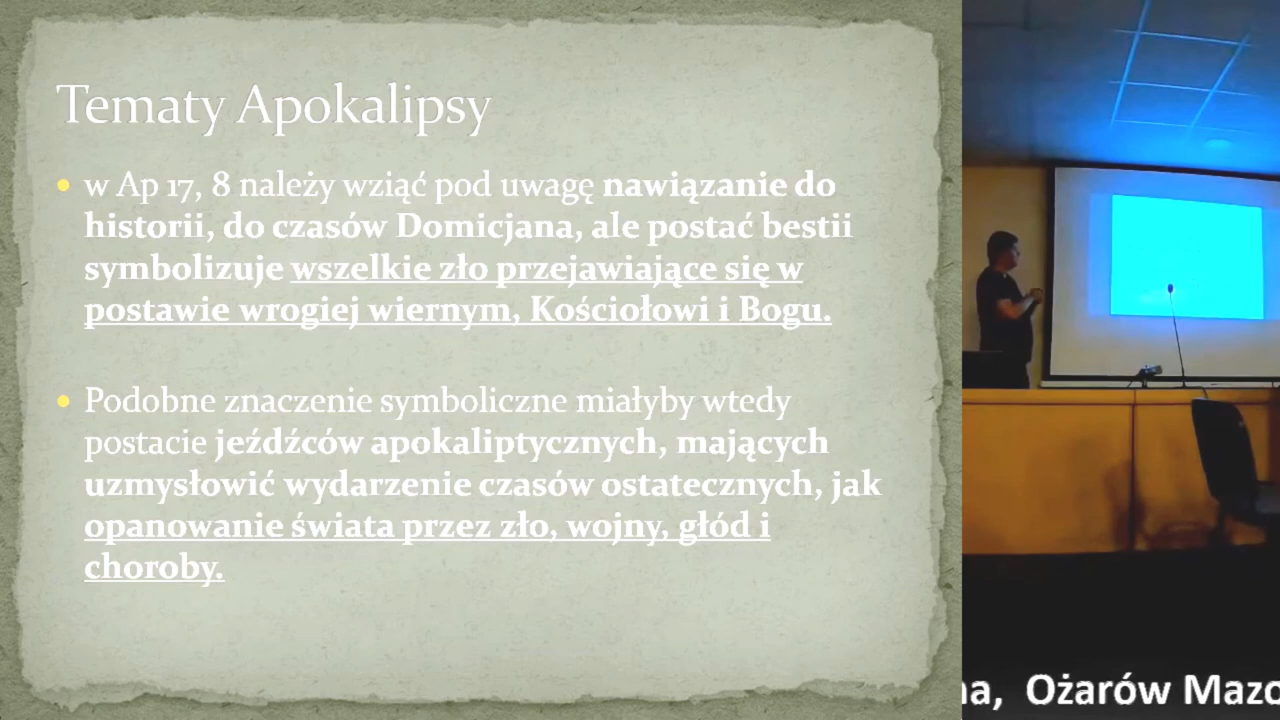 Tematy Apokalipsy
• w Ap 17, 8 należy wziąć pod uwagę nawiązanie do
historii, do czasów Domicjana, ale postać bestii
symbolizuje wszelkie zło przejawiające się w
postawie wrogiej wiernym, Kościołowi i Bogu.
• Podobne znaczenie symboliczne miałyby wtedy
postacie jeźdźców apokaliptycznych, mających
uzmysłowić wydarzenie czasów ostatecznych, jak
opanowanie świata przez zło, wojny, głód i
choroby.
na, Ożarów Mazo